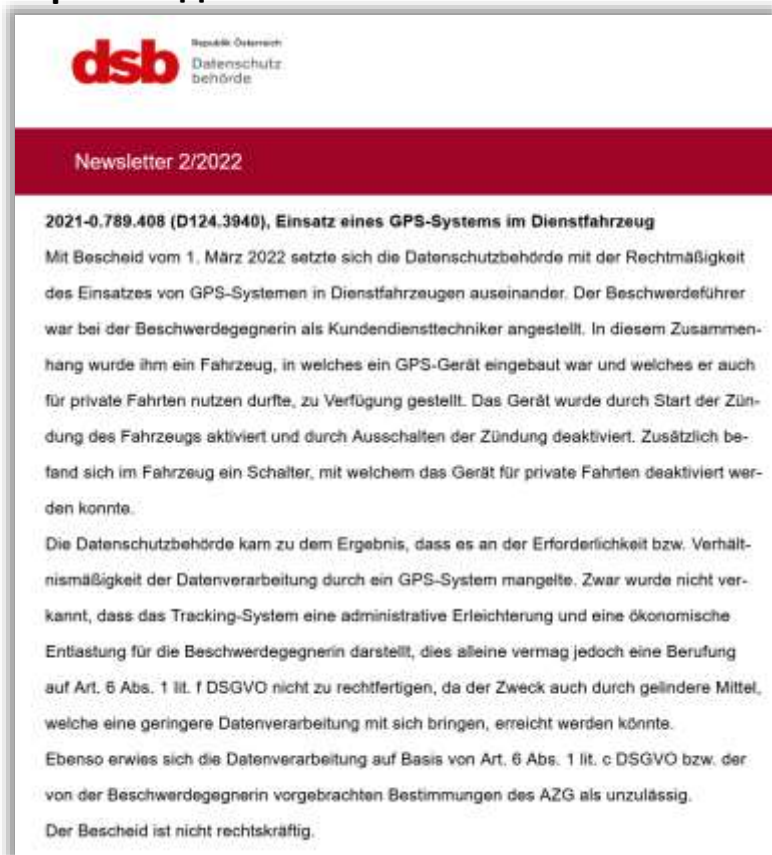 dsb
Republik Österreich
Datenschutz
behörde
Newsletter 2/2022
2021-0.789.408 (D124.3940), Einsatz eines GPS-Systems im Dienstfahrzeug
Mit Bescheid vom 1. März 2022 setzte sich die Datenschutzbehörde mit der Rechtmäßigkeit
des Einsatzes von GPS-Systemen in Dienstfahrzeugen auseinander. Der Beschwerdeführer
war bei der Beschwerdegegnerin als Kundendiensttechniker angestellt. In diesem Zusammen-
hang wurde ihm ein Fahrzeug, in welches ein GPS-Gerät eingebaut war und welches er auch
für private Fahrten nutzen durfte, zu Verfügung gestellt. Das Gerät wurde durch Start der Zün-
dung des Fahrzeugs aktiviert und durch Ausschalten der Zündung deaktiviert. Zusätzlich be-
fand sich im Fahrzeug ein Schalter, mit welchem das Gerät für private Fahrten deaktiviert wer-
den konnte.
Die Datenschutzbehörde kam zu dem Ergebnis, dass es an der Erforderlichkeit bzw. Verhält-
nismäßigkeit der Datenverarbeitung durch ein GPS-System mangelte. Zwar wurde nicht ver-
kannt, dass das Tracking-System eine administrative Erleichterung und eine ökonomische
Entlastung für die Beschwerdegegnerin darstellt, dies alleine vermag jedoch eine Berufung
auf Art. 6 Abs. 1 lit. f DSGVO nicht zu rechtfertigen, da der Zweck auch durch gelindere Mittel,
welche eine geringere Datenverarbeitung mit sich bringen, erreicht werden könnte.
Ebenso erwies sich die Datenverarbeitung auf Basis von Art. 6 Abs. 1 lit. c DSGVO bzw. der
von der Beschwerdegegnerin vorgebrachten Bestimmungen des AZG als unzulässig.
Der Bescheid ist nicht rechtskräftig.